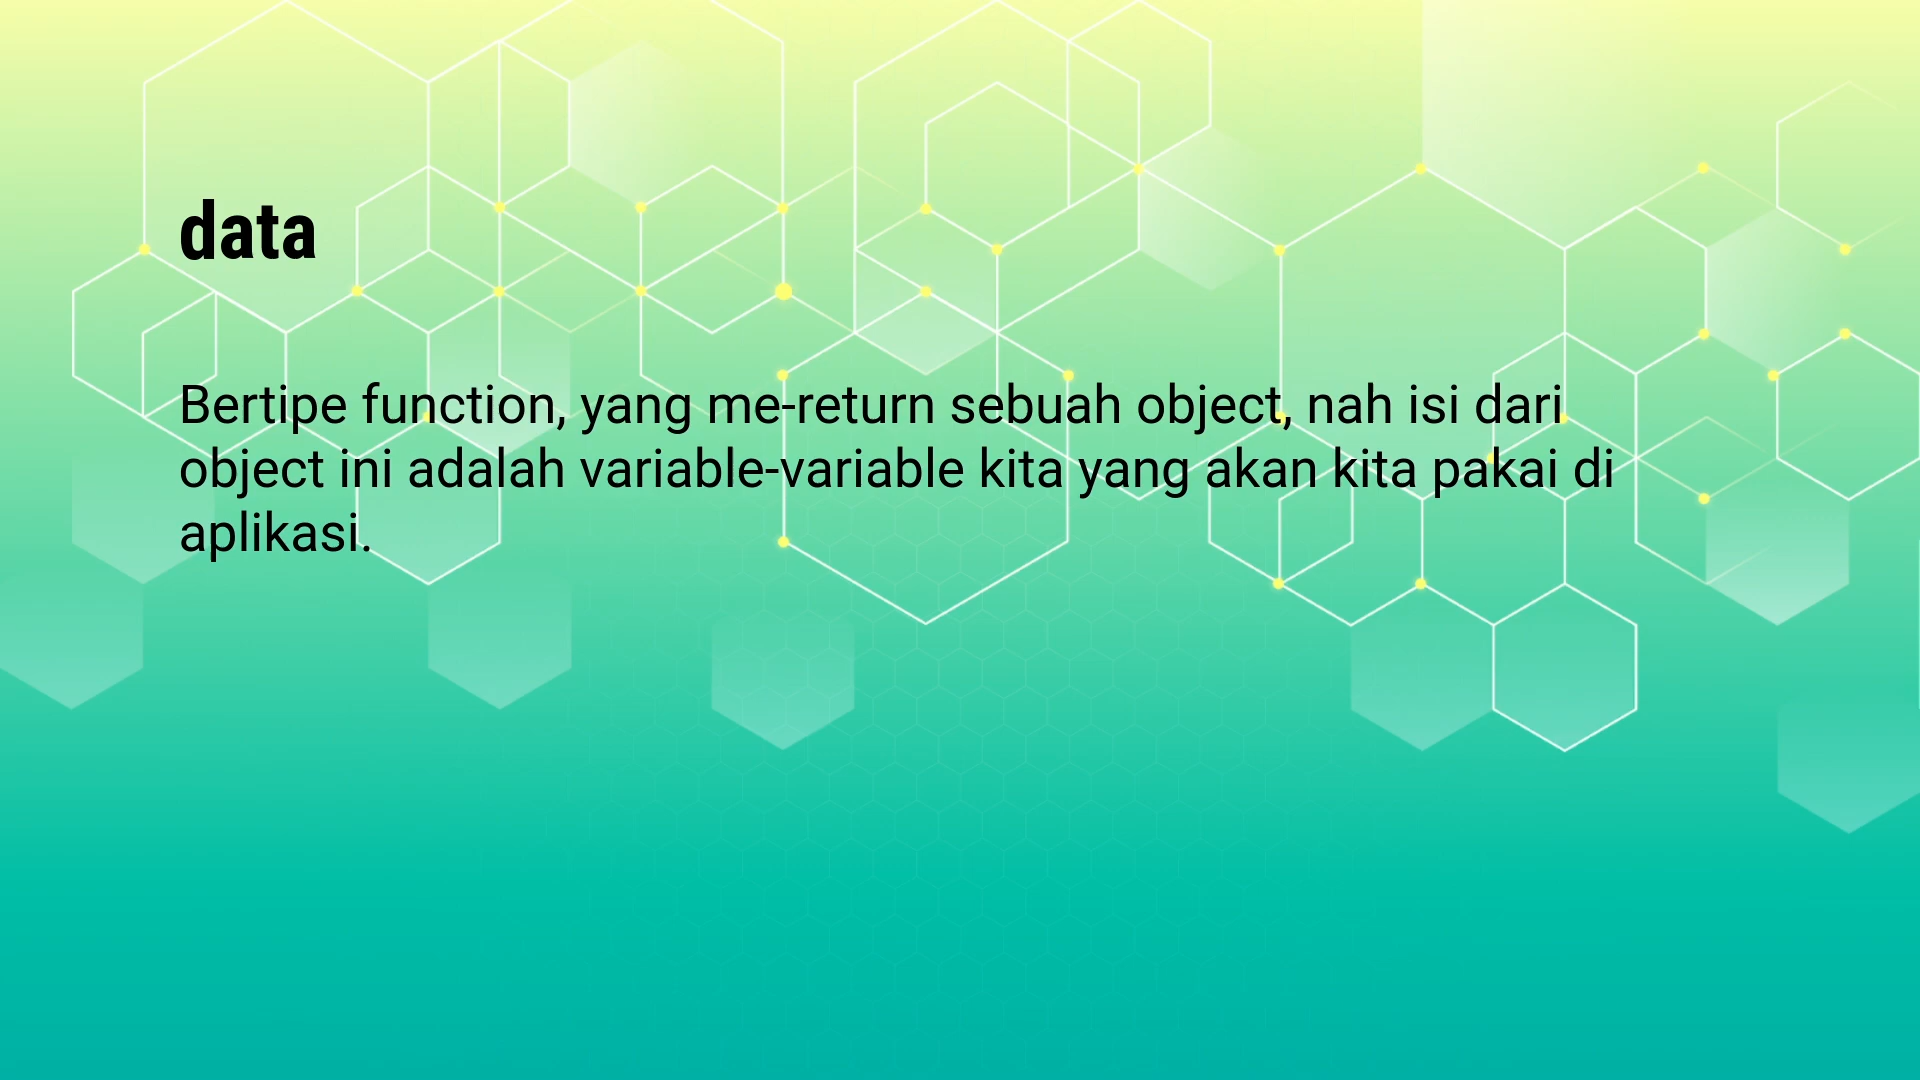 data
Bertipe function, yang me-return sebuah object, nah isi dari
object ini adalah variable-variable kita yang akan kita pakai di
aplikasi.